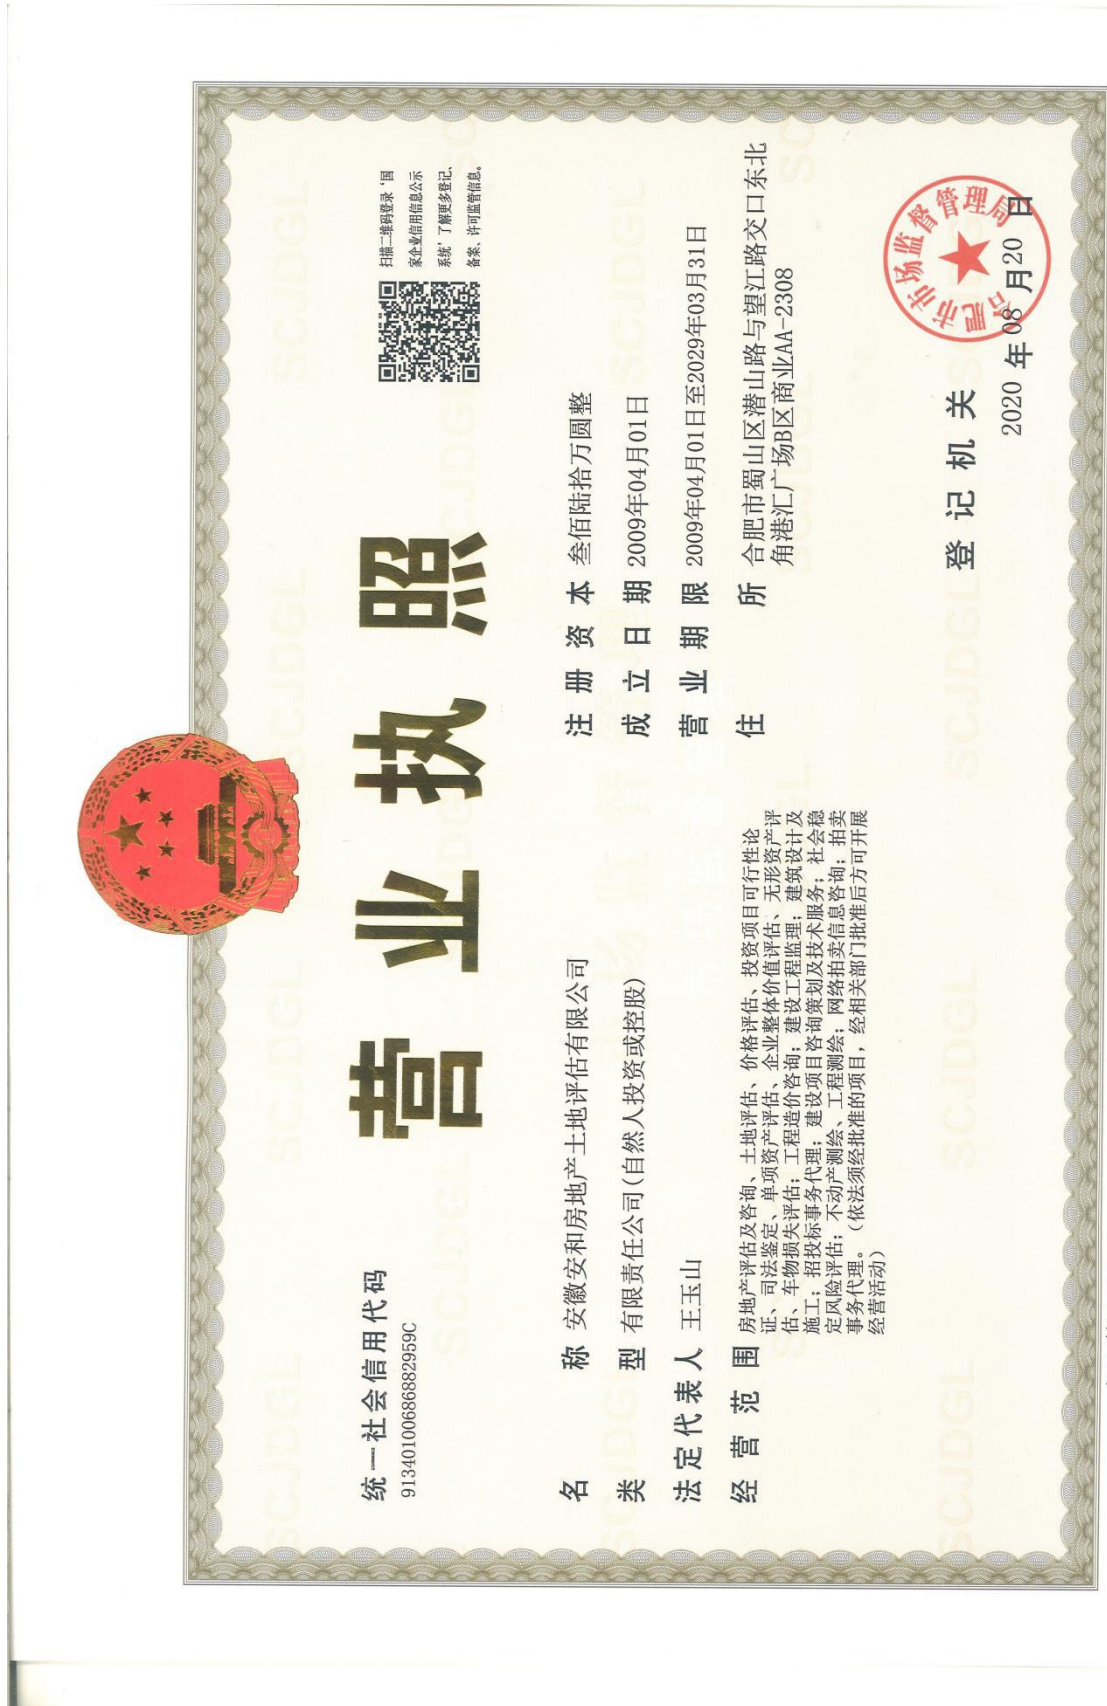 营业执照
统一社会信用代码
91340100686882959C
扫描二维码登录‘国
家企业信用信息公示
系统’了解更多登记、
备案、许可监管信息。
名称 安徽安和房地产土地评估有限公司
类型 有限责任公司(自然人投资或控股)
法定代表人 王玉山
经营范围 房地产评估及咨询、土地评估、价格评估、投资项目可行性论
证、司法鉴定、单项资产评估、企业整体价值评估、无形资产评
估、车物损失评估；工程造价咨询；建设工程监理；建筑设计及
施工；招投标事务代理；建设项目咨询策划及技术服务；社会稳
定风险评估；不动产测绘、工程测绘；网络拍卖信息咨询；拍卖
事务代理。（依法须经批准的项目，经相关部门批准后方可开展
经营活动）
注册资本 叁佰陆拾万圆整
成立日期 2009年04月01日
营业期限 2009年04月01日至2029年03月31日
住所 合肥市蜀山区潜山路与望江路交口东北
角港汇广场B区商业AA-2308
登记机关
合肥市市场监督管理局
2020年08月20日
SCJDGL